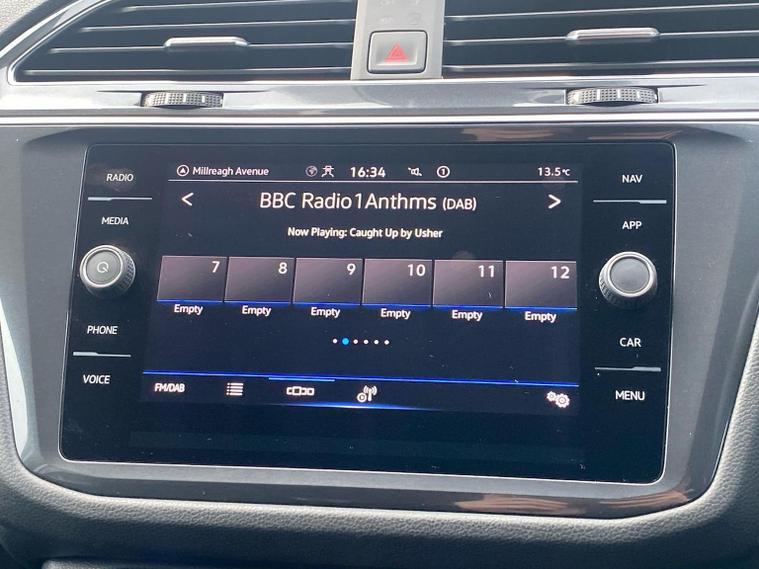 RADIO
MEDIA
PHONE
VOICE
Millreagh Avenue 16:34 1 13.5°C
< BBC Radio1Anthms (DAB) >
Now Playing: Caught Up by Usher
7 8 9 10 11 12
Empty Empty Empty Empty Empty Empty
FM/DAB
NAV
APP
CAR
MENU